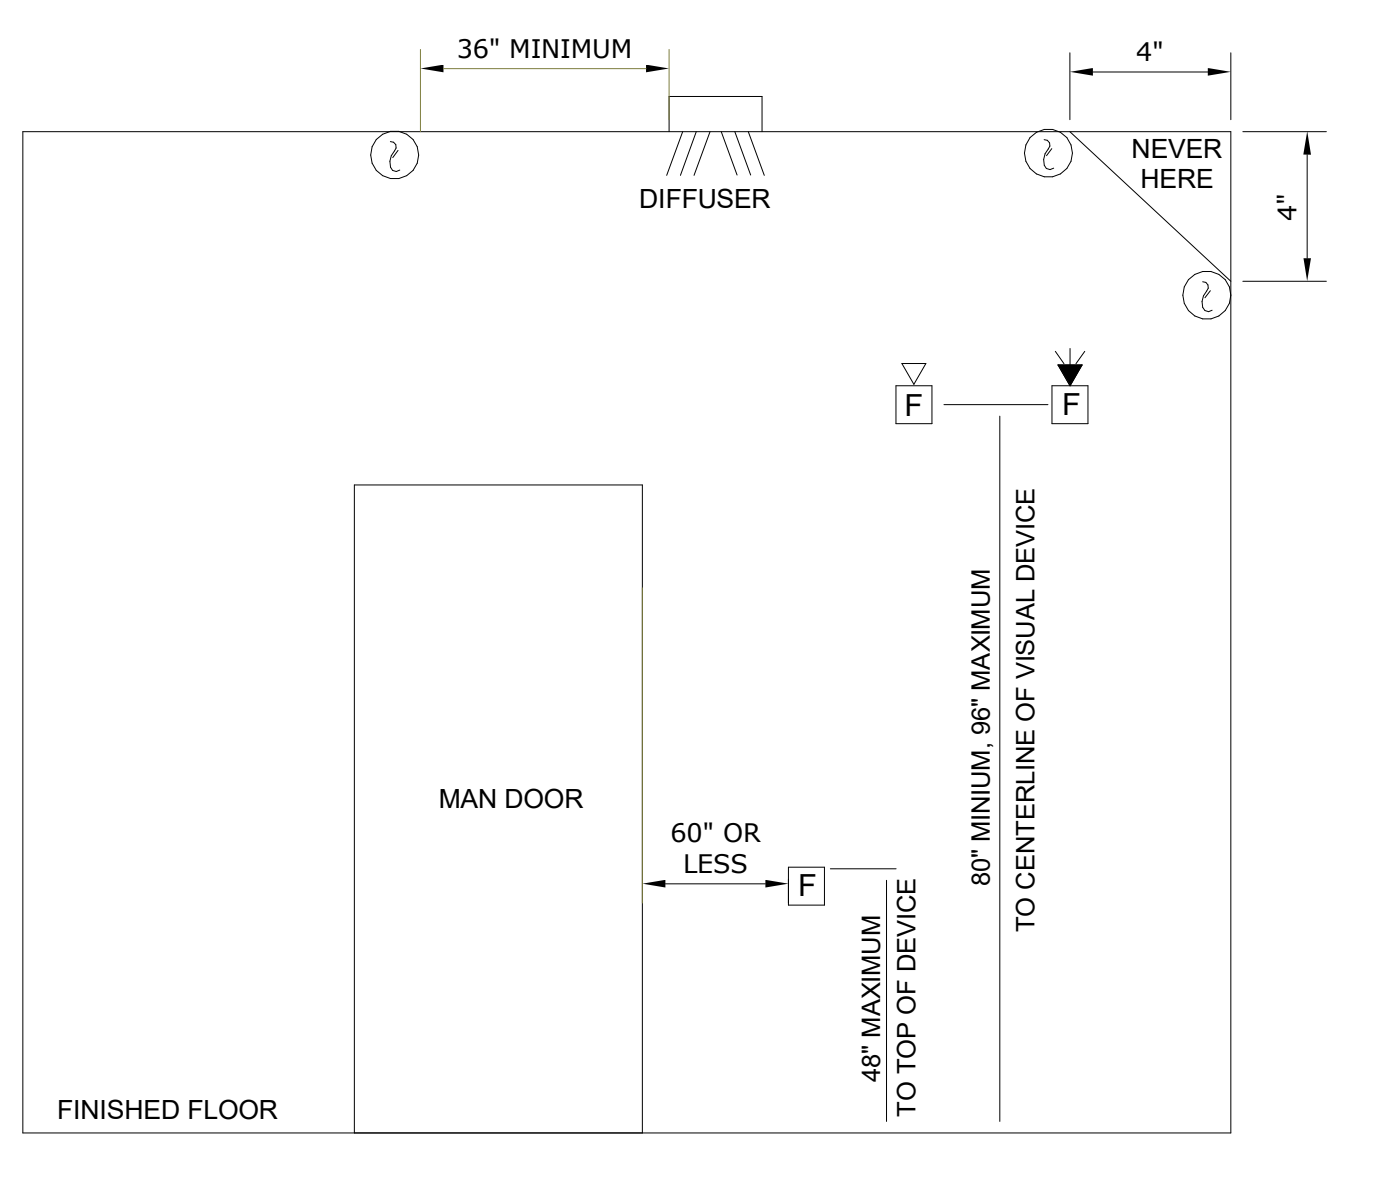 36" MINIMUM
4"
NEVER
HERE
4"
DIFFUSER
F
F
80" MINIUM, 96" MAXIMUM
TO CENTERLINE OF VISUAL DEVICE
MAN DOOR
60" OR
LESS
F
48" MAXIMUM
TO TOP OF DEVICE
FINISHED FLOOR